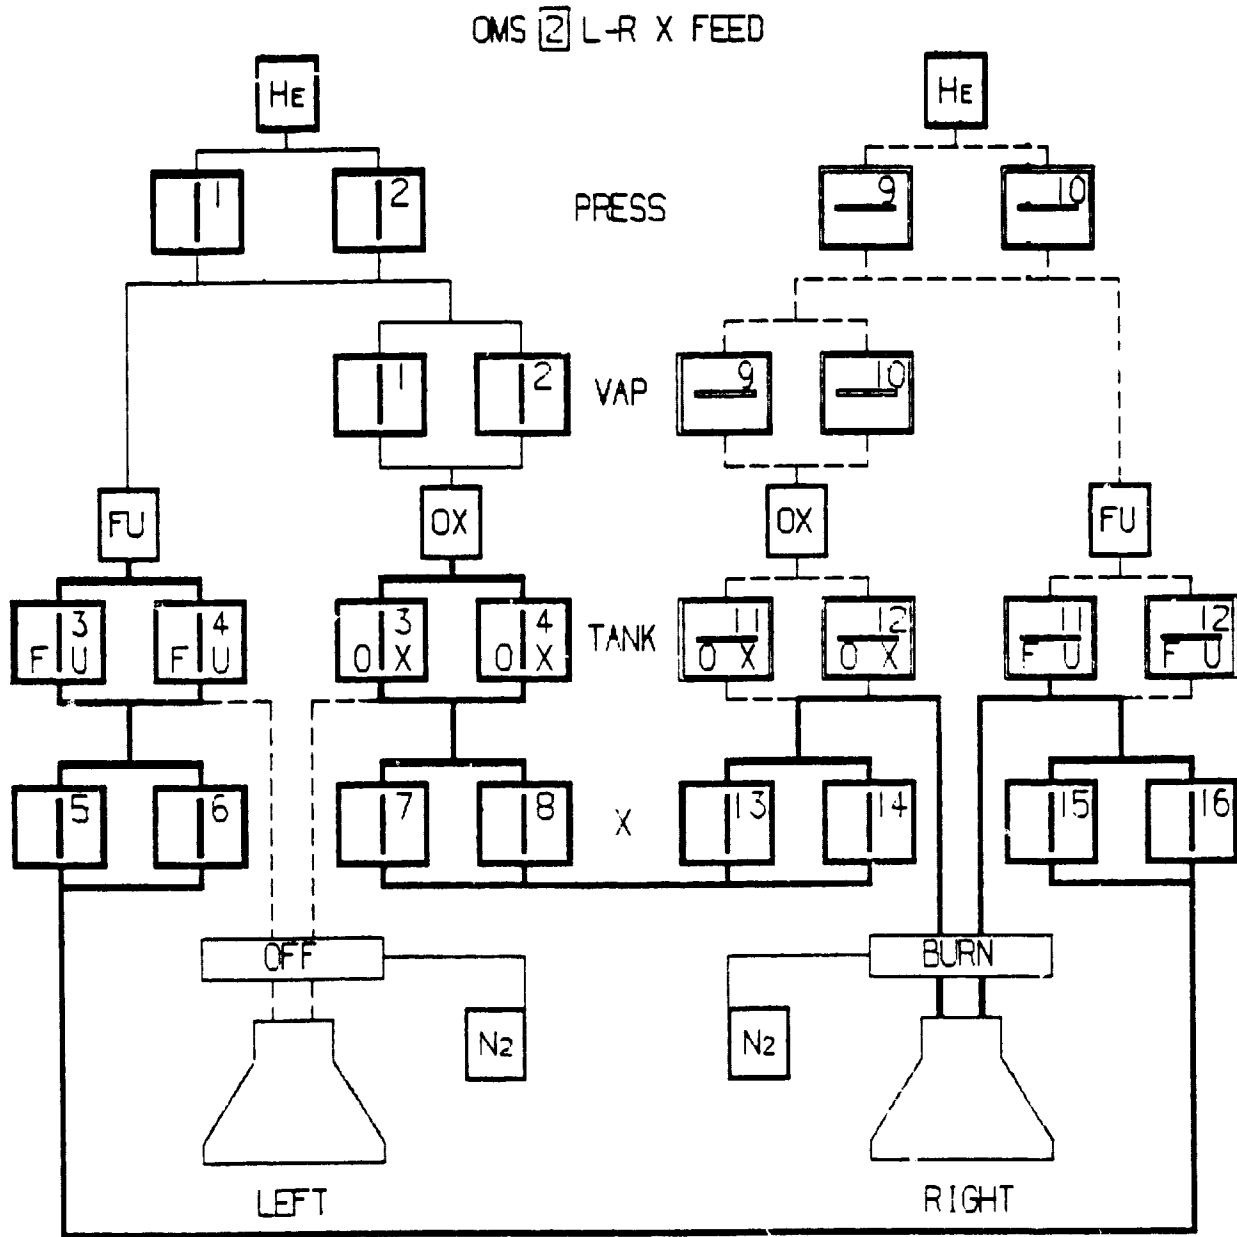 OMS 2 L-R X FEED
HE HE
1 2 PRESS 9 10
1 2 VAP 9 10
FU OX OX FU
3 4 3 4 TANK 11 12 11 12
F U F U O X O X O X O X F U F U
5 6 7 8 X 13 14 15 16
OFF BURN
N2 N2
LEFT RIGHT